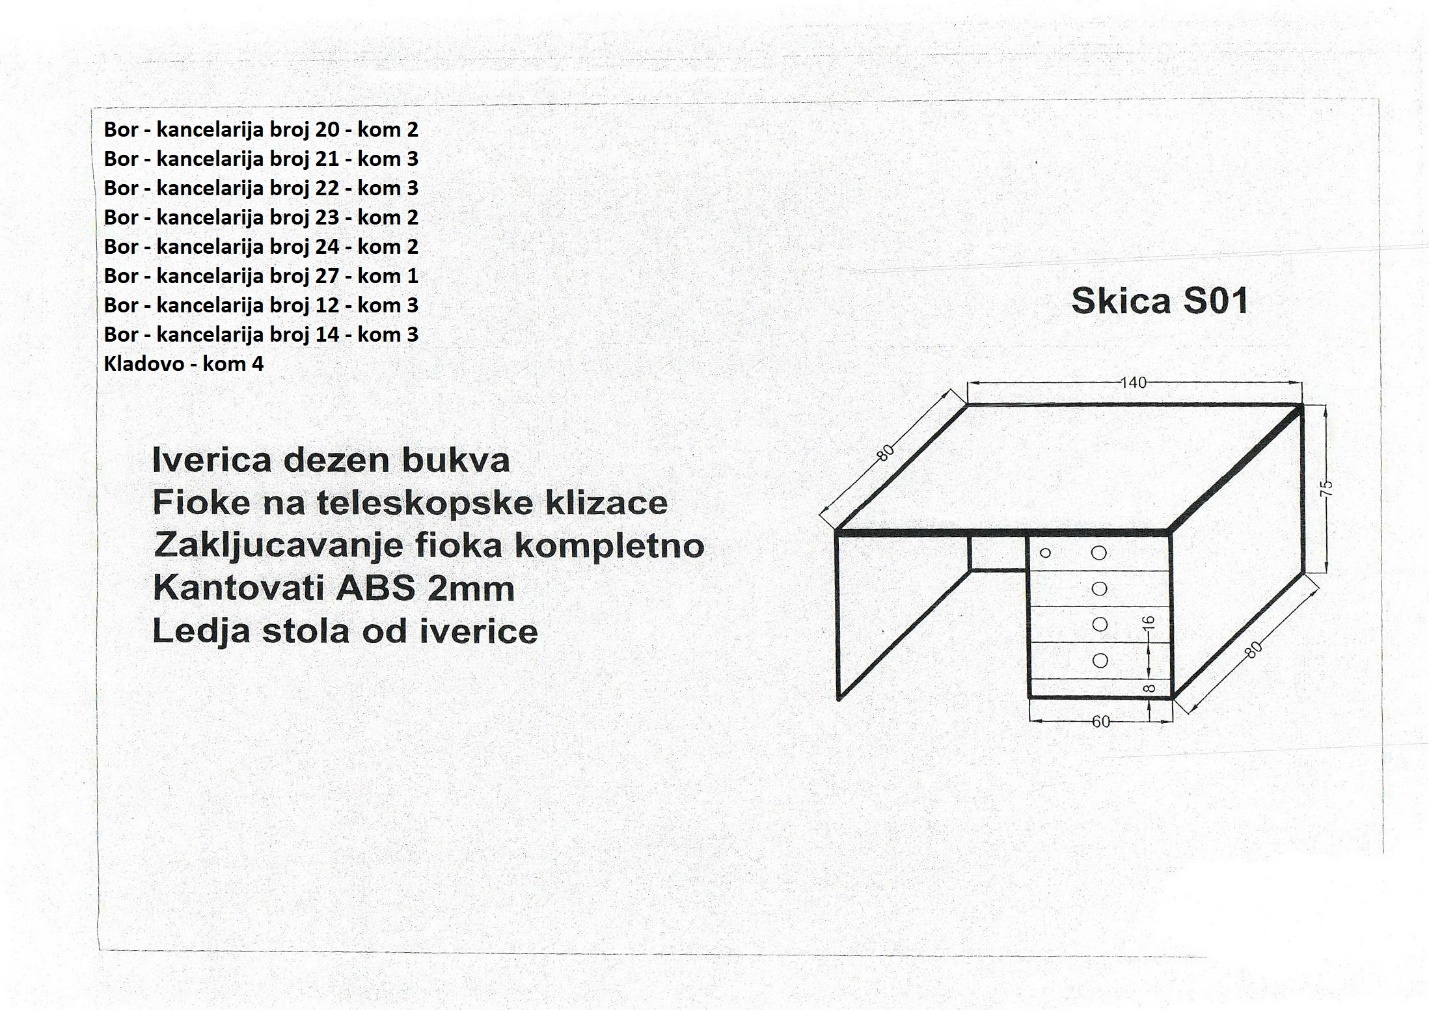 Bor - kancelarija broj 20 - kom 2
Bor - kancelarija broj 21 - kom 3
Bor - kancelarija broj 22 - kom 3
Bor - kancelarija broj 23 - kom 2
Bor - kancelarija broj 24 - kom 2
Bor - kancelarija broj 27 - kom 1
Bor - kancelarija broj 12 - kom 3
Bor - kancelarija broj 14 - kom 3
Kladovo - kom 4
Skica S01
Iverica dezen bukva
Fioke na teleskopske klizace
Zakljucavanje fioka kompletno
Kantovati ABS 2mm
Ledja stola od iverice
140
80
75
16
80
8
60